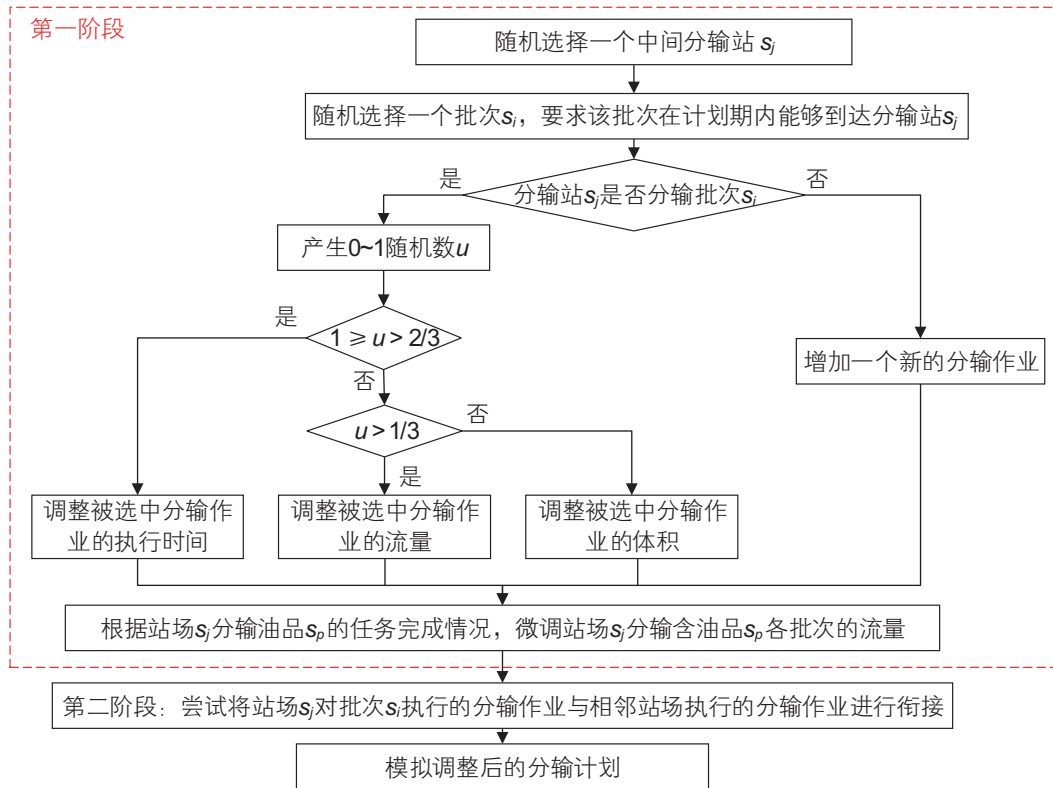 第一阶段
随机选择一个中间分输站 sj
随机选择一个批次si，要求该批次在计划期内能够到达分输站sj
是
分输站sj是否分输批次si
否
产生0~1随机数u
是
1 ≥ u > 2/3
增加一个新的分输作业
否
u > 1/3
否
是
调整被选中分输作
业的执行时间
调整被选中分输作
业的流量
调整被选中分输作
业的体积
根据站场sj分输油品sp的任务完成情况，微调站场sj分输含油品sp各批次的流量
第二阶段：尝试将站场sj对批次si执行的分输作业与相邻站场执行的分输作业进行衔接
模拟调整后的分输计划